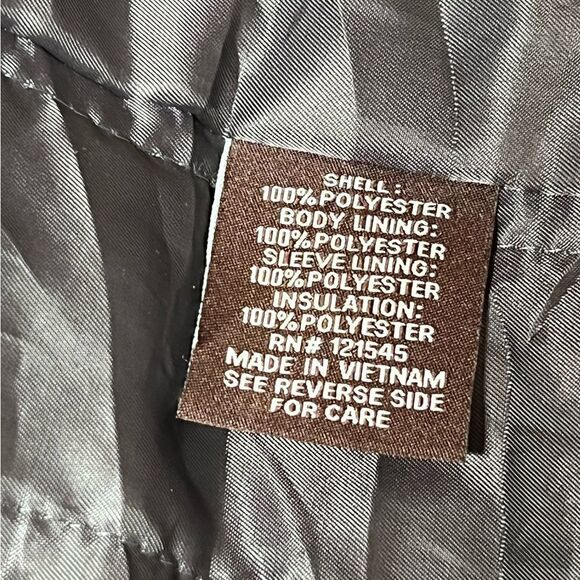 SHELL:
100% POLYESTER
BODY LINING:
100% POLYESTER
SLEEVE LINING:
100% POLYESTER
INSULATION:
100% POLYESTER
RN# 121545
MADE IN VIETNAM
SEE REVERSE SIDE
FOR CARE